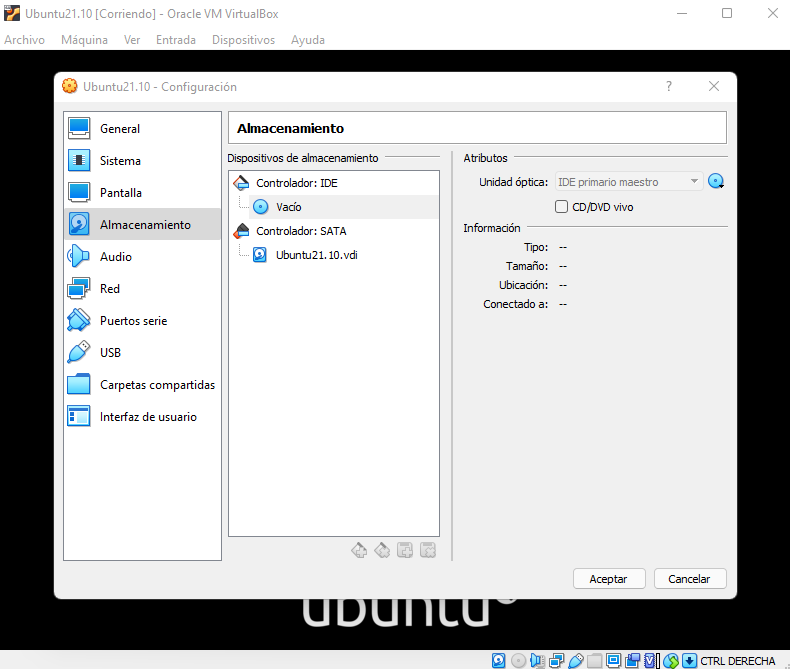 Ubuntu21.10 [Corriendo] - Oracle VM VirtualBox
Archivo Máquina Ver Entrada Dispositivos Ayuda
Ubuntu21.10 - Configuración
?
General
Sistema
Pantalla
Almacenamiento
Audio
Red
Puertos serie
USB
Carpetas compartidas
Interfaz de usuario
Almacenamiento
Dispositivos de almacenamiento
Controlador: IDE
Vacío
Controlador: SATA
Ubuntu21.10.vdi
Atributos
Unidad óptica: IDE primario maestro
CD/DVD vivo
Información
Tipo: --
Tamaño: --
Ubicación: --
Conectado a: --
Aceptar Cancelar
ubuntu
CTRL DERECHA